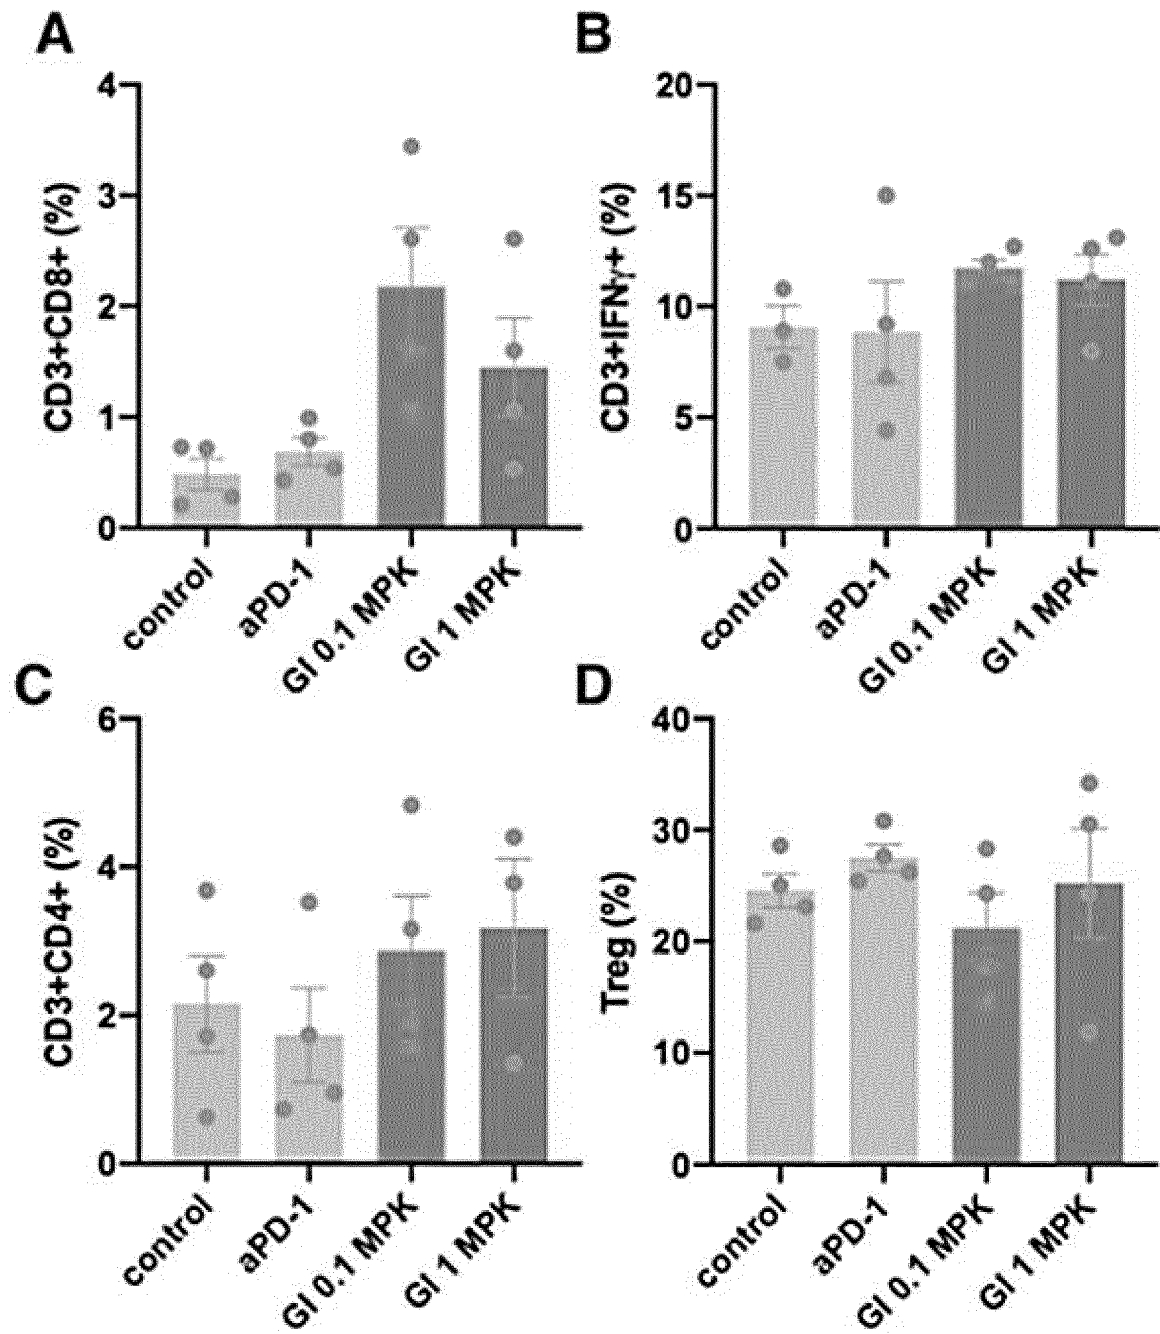 A
CD3+CD8+ (%)
4
3
2
1
0
control
aPD-1
GI 0.1 MPK
GI 1 MPK
B
CD3+IFNγ+ (%)
20
15
10
5
0
control
aPD-1
GI 0.1 MPK
GI 1 MPK
C
CD3+CD4+ (%)
6
4
2
0
control
aPD-1
GI 0.1 MPK
GI 1 MPK
D
Treg (%)
40
30
20
10
0
control
aPD-1
GI 0.1 MPK
GI 1 MPK